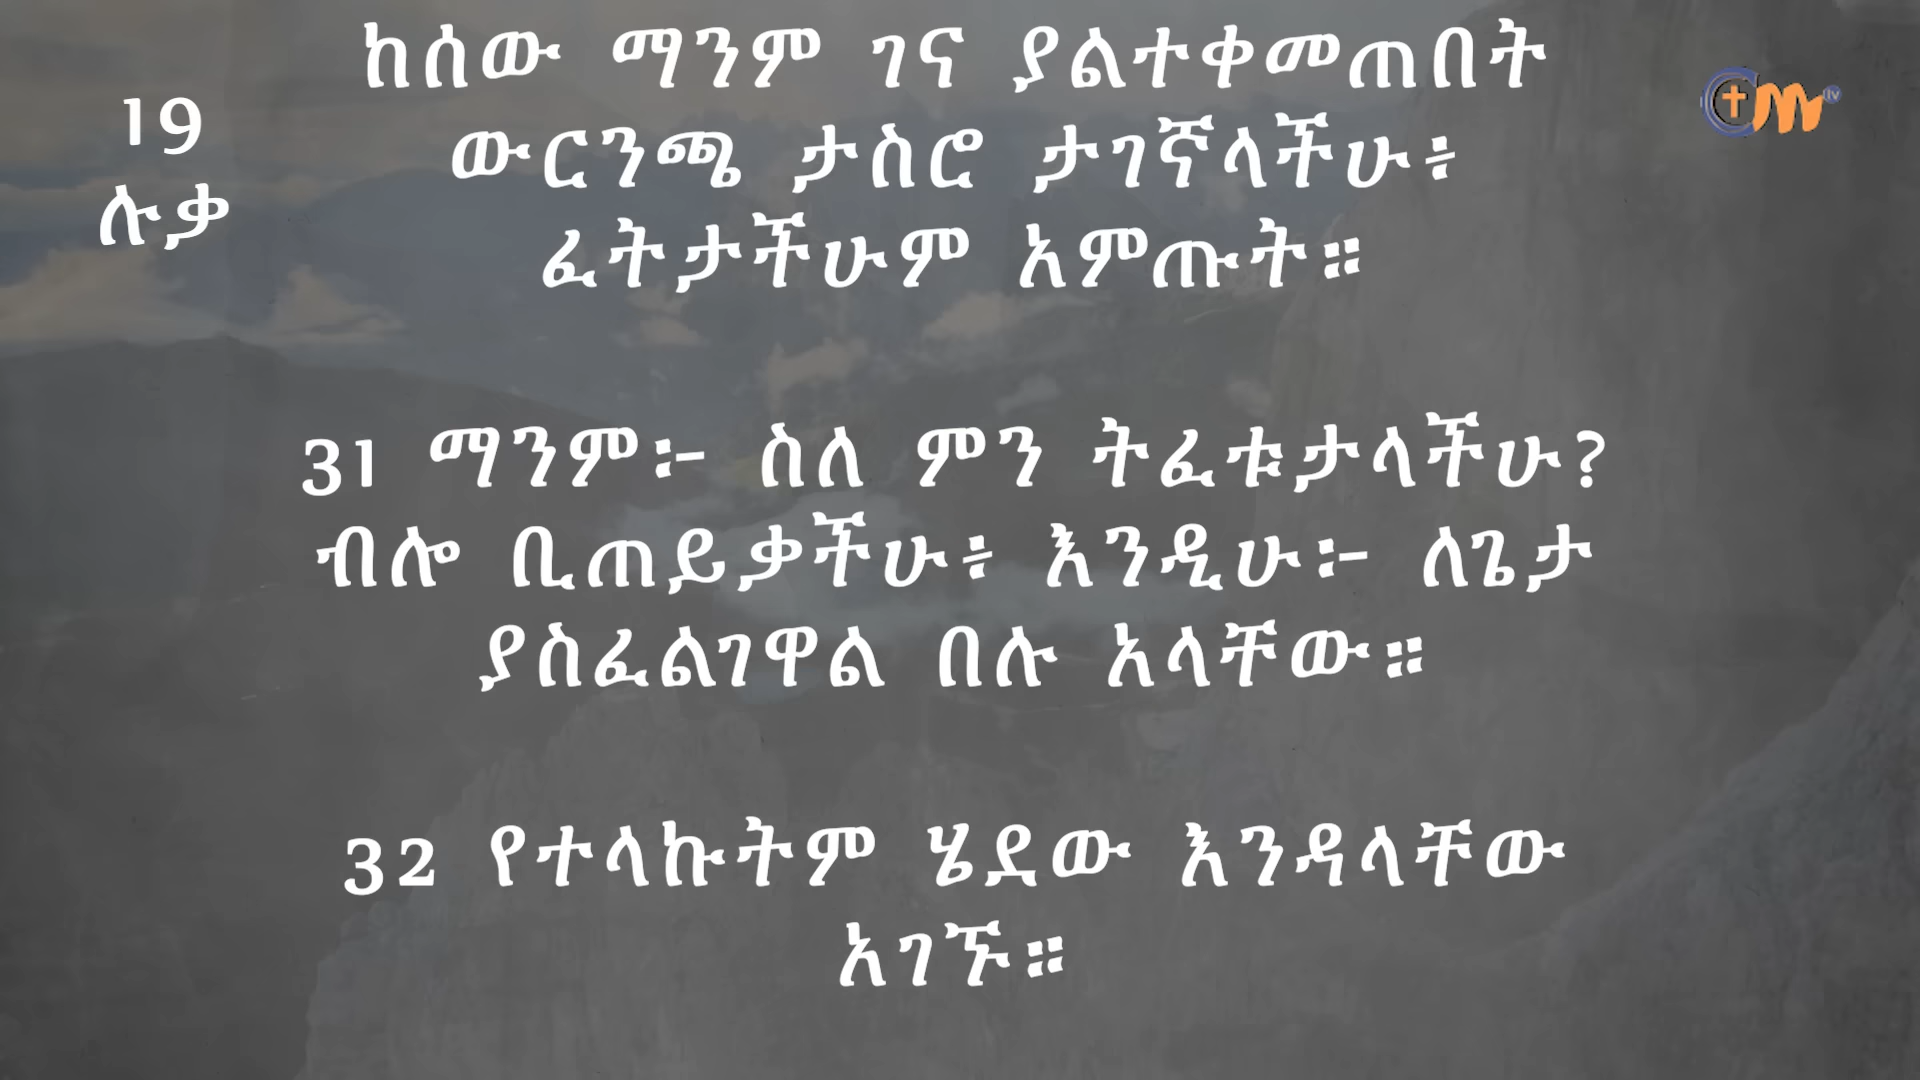 19
ሉቃ
ከሰው ማንም ገና ያልተቀመጠበት
ውርንጫ ታስሮ ታገኛላችሁ፥
ፈትታችሁም አምጡት።
31 ማንም፦ ስለ ምን ትፈቱታላችሁ?
ብሎ ቢጠይቃችሁ፥ እንዲሁ፦ ለጌታ
ያስፈልገዋል በሉ አላቸው።
32 የተላኩትም ሄደው እንዳላቸው
አገኙ።